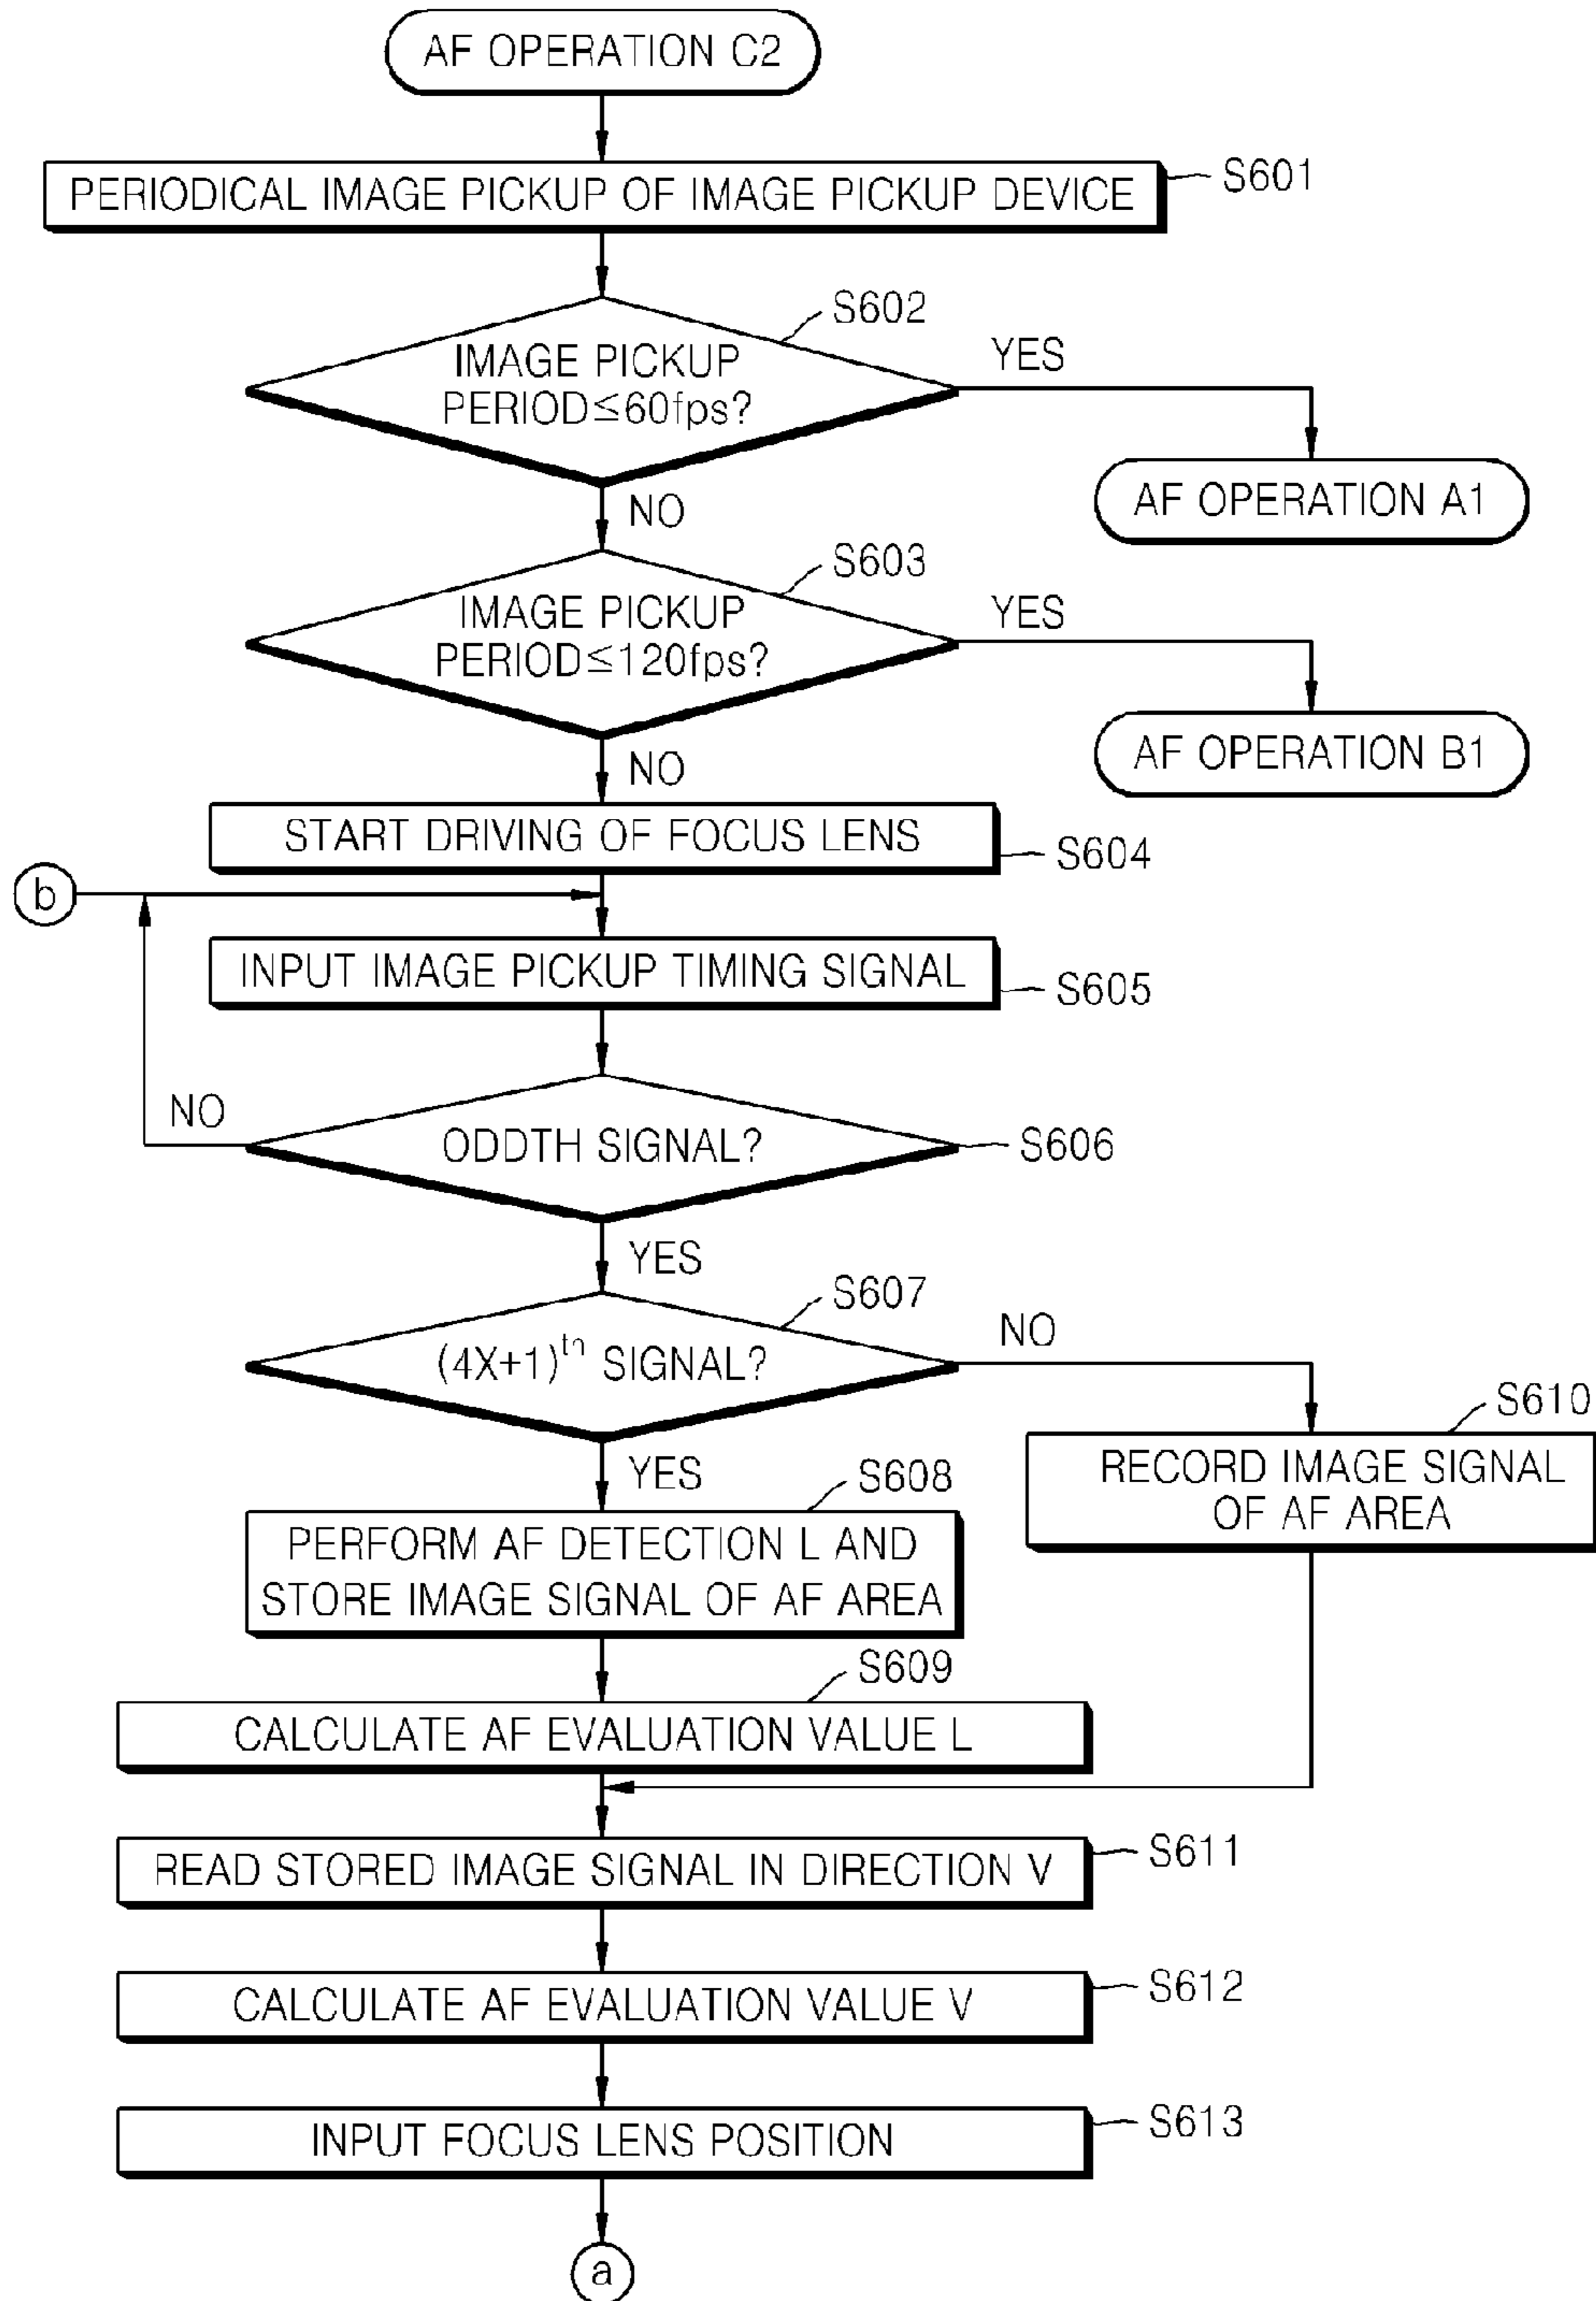 AF OPERATION C2
PERIODICAL IMAGE PICKUP OF IMAGE PICKUP DEVICE
S601
S602
IMAGE PICKUP
PERIOD≦60fps?
YES
AF OPERATION A1
NO
S603
IMAGE PICKUP
PERIOD≦120fps?
YES
AF OPERATION B1
NO
START DRIVING OF FOCUS LENS
S604
b
INPUT IMAGE PICKUP TIMING SIGNAL
S605
NO
ODDTH SIGNAL?
S606
YES
S607
(4X+1)th SIGNAL?
NO
S610
RECORD IMAGE SIGNAL
OF AF AREA
YES
S608
PERFORM AF DETECTION L AND
STORE IMAGE SIGNAL OF AF AREA
S609
CALCULATE AF EVALUATION VALUE L
READ STORED IMAGE SIGNAL IN DIRECTION V
S611
CALCULATE AF EVALUATION VALUE V
S612
INPUT FOCUS LENS POSITION
S613
a